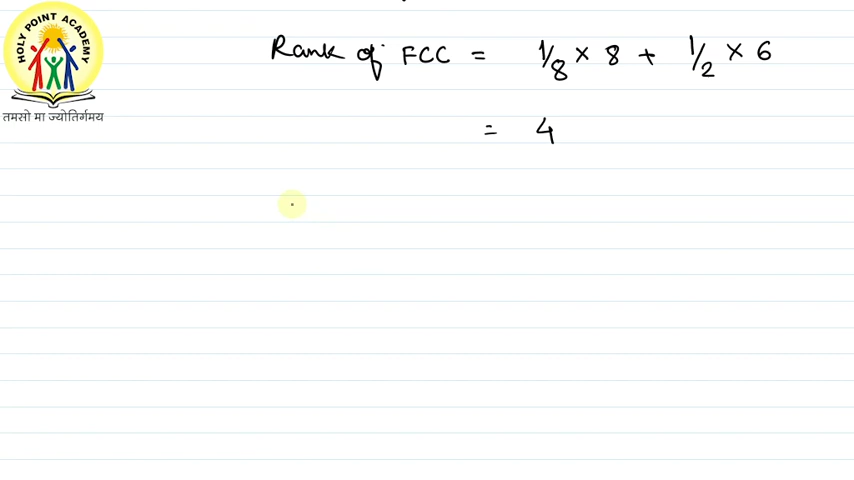 HOLY POINT ACADEMY
तमसो मा ज्योतिर्गमय
Rank of FCC = 1/8 × 8 + 1/2 × 6
= 4